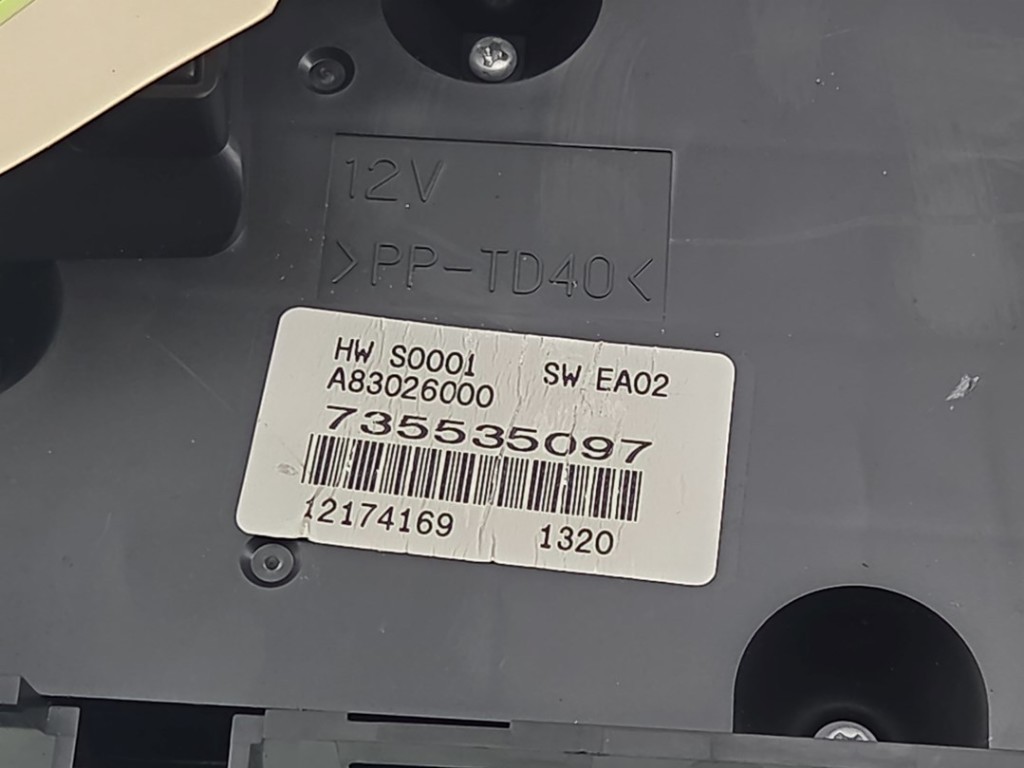 12V
>PP-TD40<
HW S0001 SW EA02
A83026000
735535097
12174169 1320